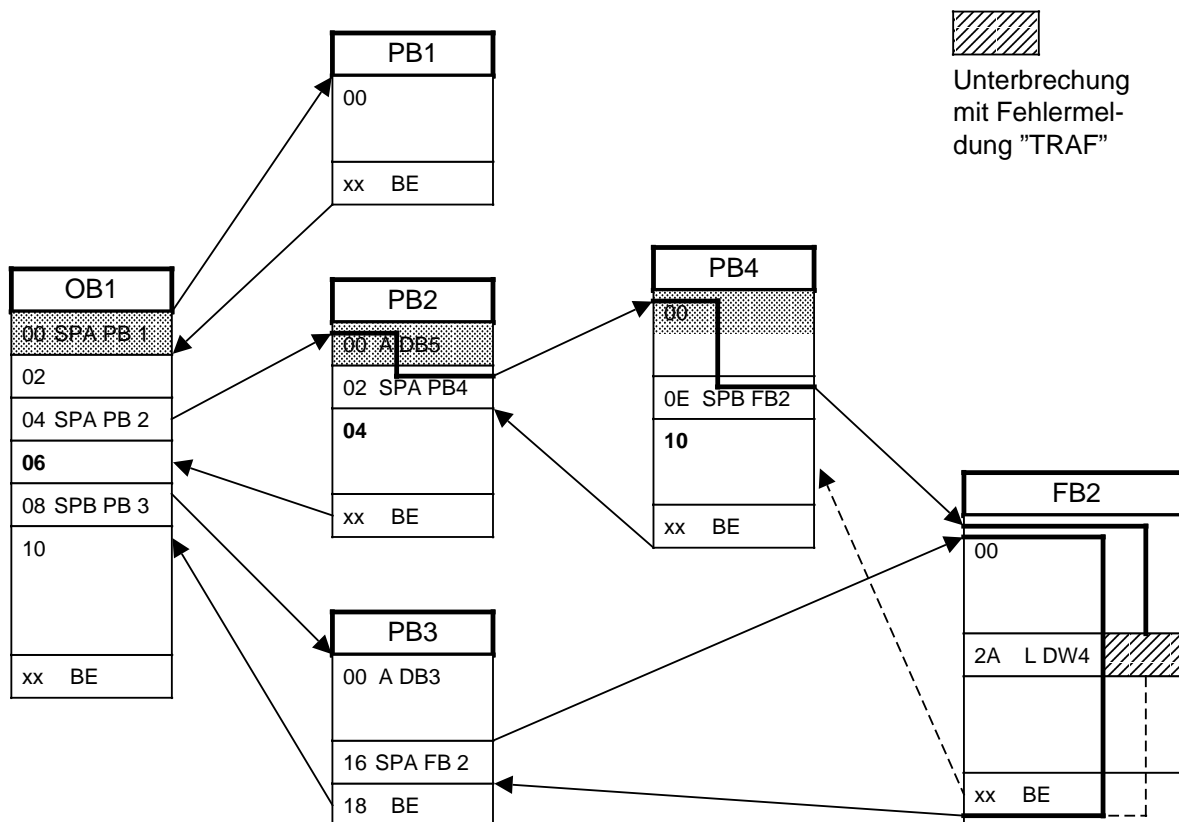 Unterbrechung
mit Fehlermel-
dung ”TRAF”
PB1
00
xx BE
OB1
00 SPA PB 1
02
04 SPA PB 2
06
08 SPB PB 3
10
xx BE
PB2
00 A DB5
02 SPA PB4
04
xx BE
PB4
00
0E SPB FB2
10
xx BE
PB3
00 A DB3
16 SPA FB 2
18 BE
FB2
00
2A L DW4
xx BE